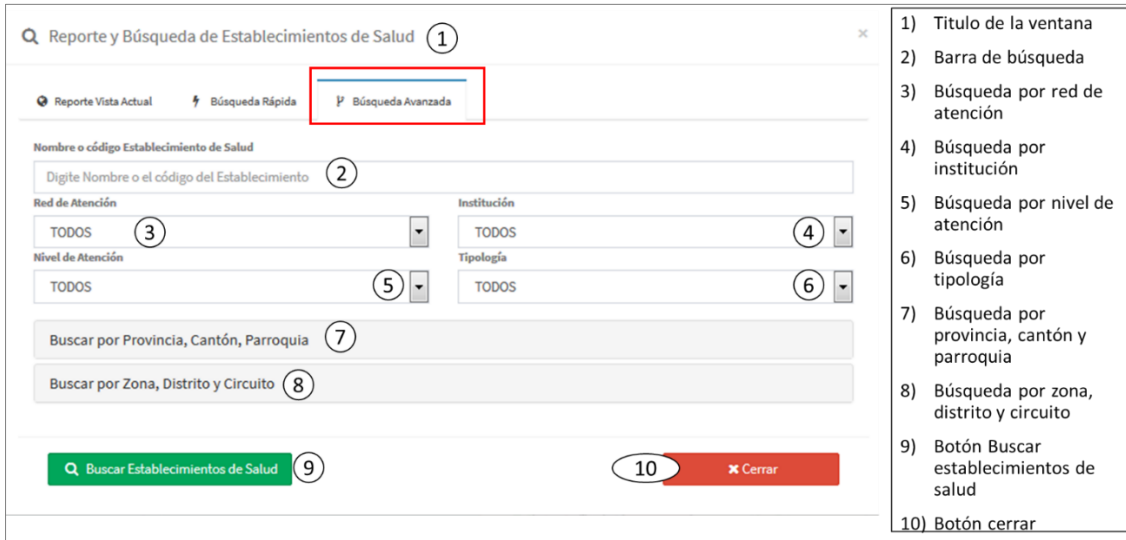 Reporte y Búsqueda de Establecimientos de Salud 1 ×
Reporte Vista Actual Búsqueda Rápida Búsqueda Avanzada
Nombre o código Establecimiento de Salud
Digite Nombre o el código del Establecimiento 2
Red de Atención Institución
TODOS 3 TODOS 4
Nivel de Atención Tipología
TODOS 5 TODOS 6
Buscar por Provincia, Cantón, Parroquia 7
Buscar por Zona, Distrito y Circuito 8
Buscar Establecimientos de Salud 9 10 × Cerrar
1) Titulo de la ventana
2) Barra de búsqueda
3) Búsqueda por red de
atención
4) Búsqueda por
institución
5) Búsqueda por nivel de
atención
6) Búsqueda por
tipología
7) Búsqueda por
provincia, cantón y
parroquia
8) Búsqueda por zona,
distrito y circuito
9) Botón Buscar
establecimientos de
salud
10) Botón cerrar